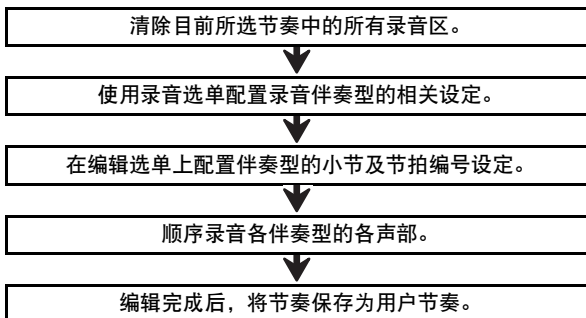 清除目前所选节奏中的所有录音区。
使用录音选单配置录音伴奏型的相关设定。
在编辑选单上配置伴奏型的小节及节拍编号设定。
顺序录音各伴奏型的各声部。
编辑完成后，将节奏保存为用户节奏。